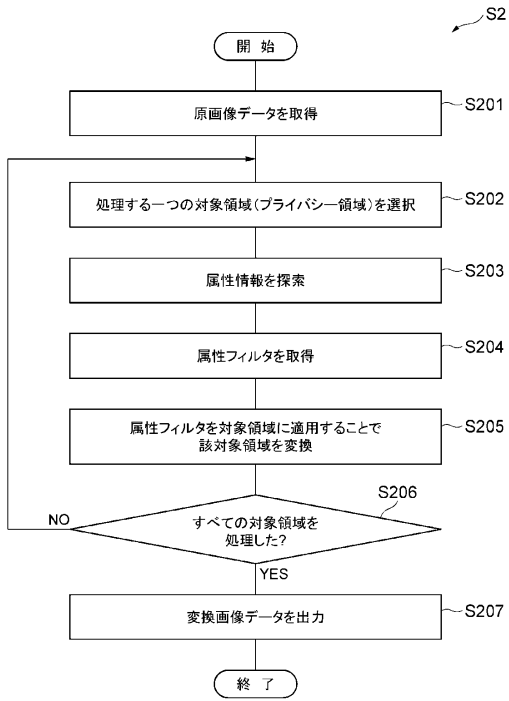 S2
開 始
原画像データを取得
S201
処理する一つの対象領域(プライバシー領域)を選択
S202
属性情報を探索
S203
属性フィルタを取得
S204
属性フィルタを対象領域に適用することで
該対象領域を変換
S205
S206
すべての対象領域を
処理した?
NO
YES
変換画像データを出力
S207
終 了